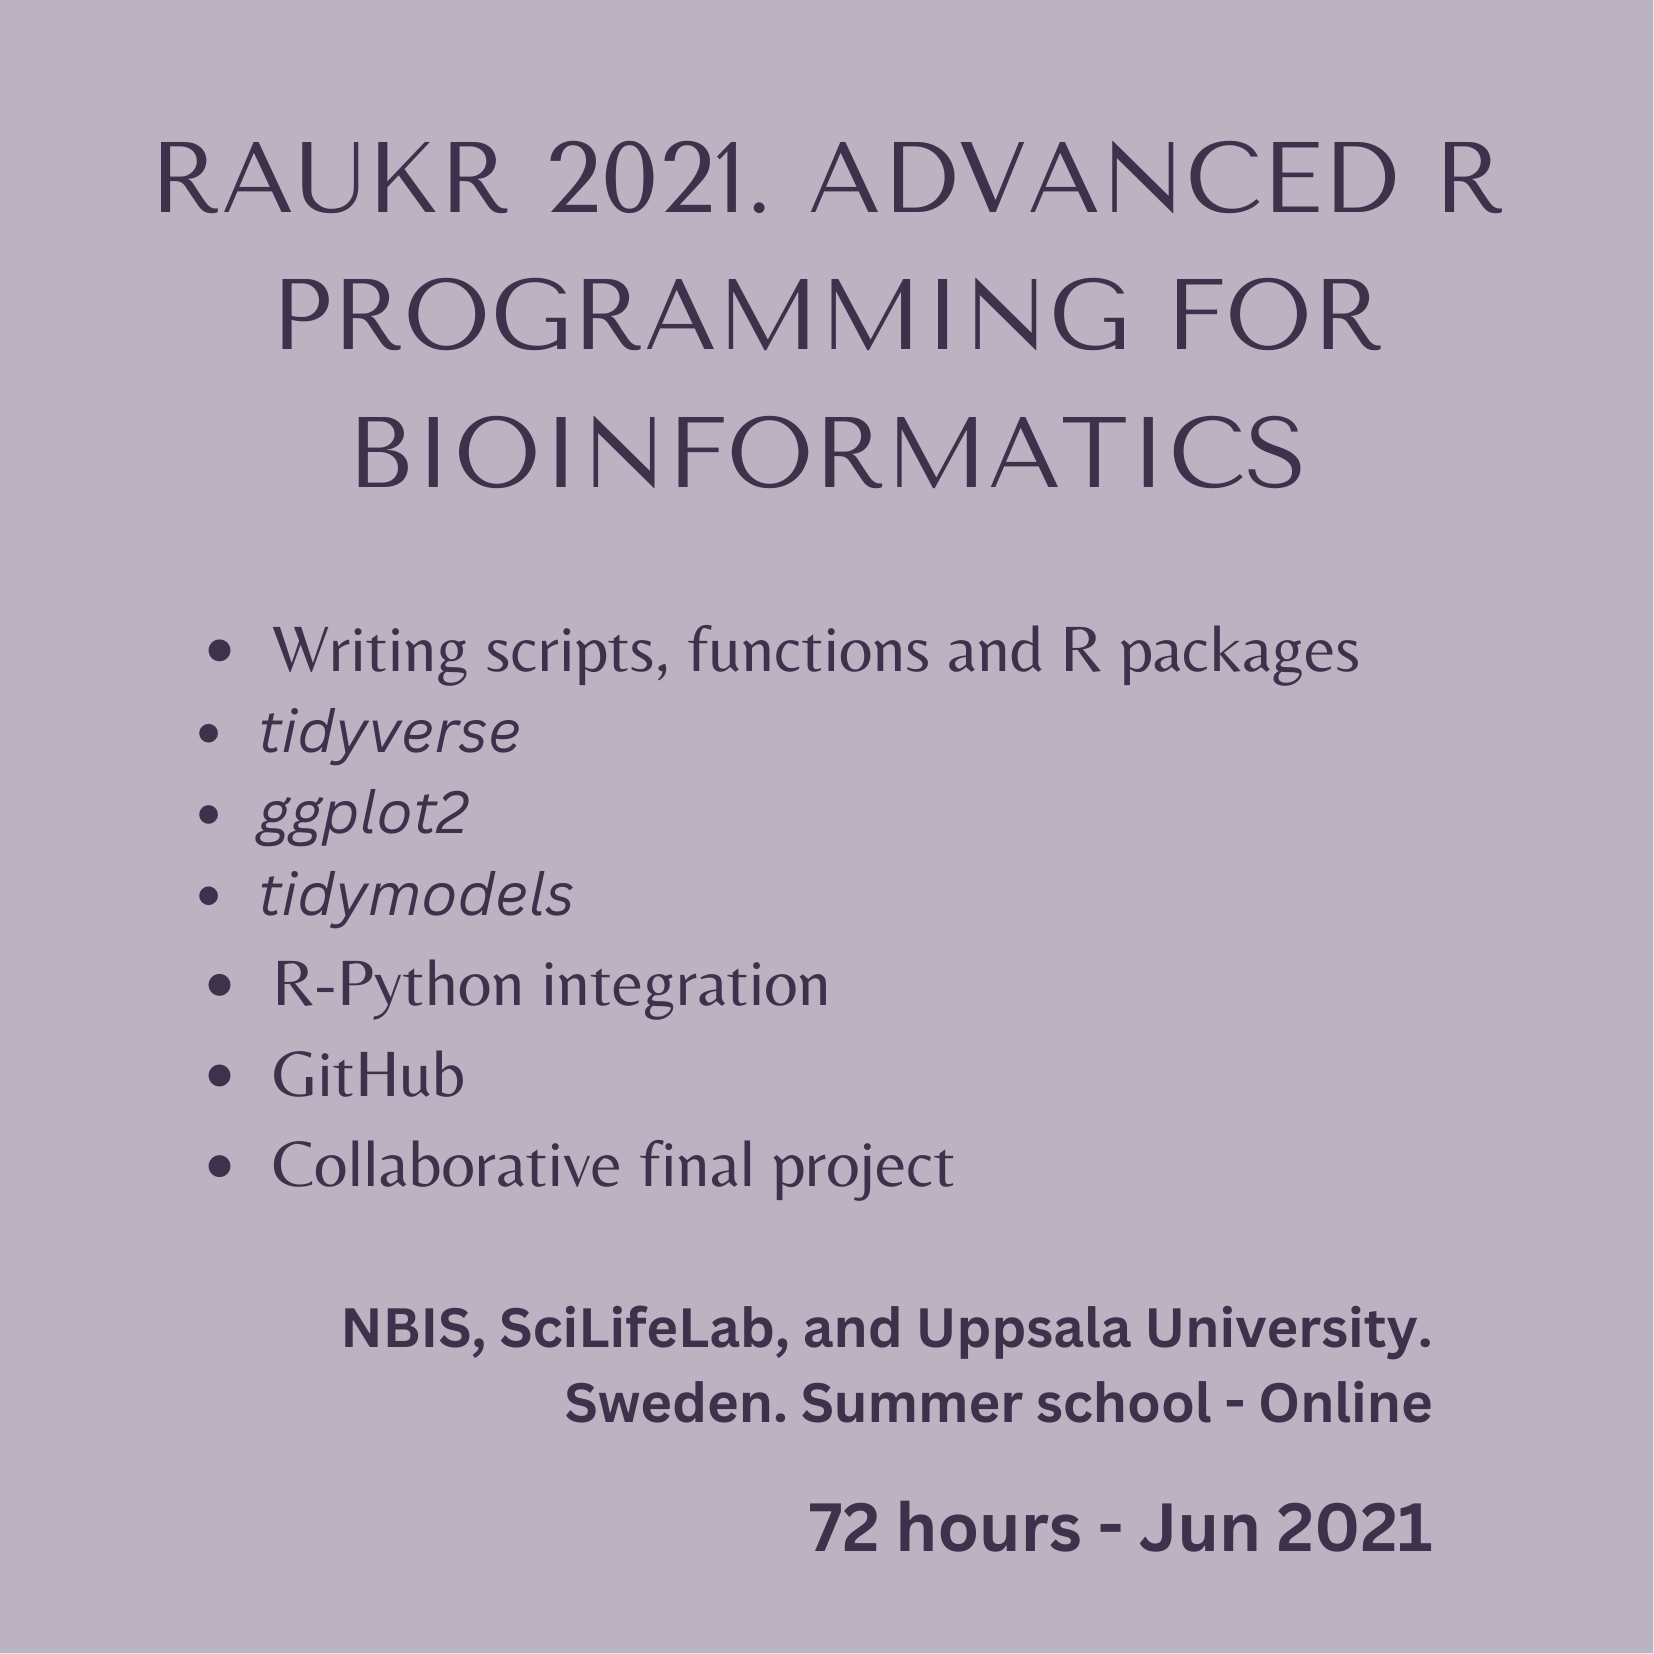 RAUKR 2021. ADVANCED R
PROGRAMMING FOR
BIOINFORMATICS
• Writing scripts, functions and R packages
• tidyverse
• ggplot2
• tidymodels
• R-Python integration
• GitHub
• Collaborative final project
NBIS, SciLifeLab, and Uppsala University.
Sweden. Summer school - Online
72 hours - Jun 2021